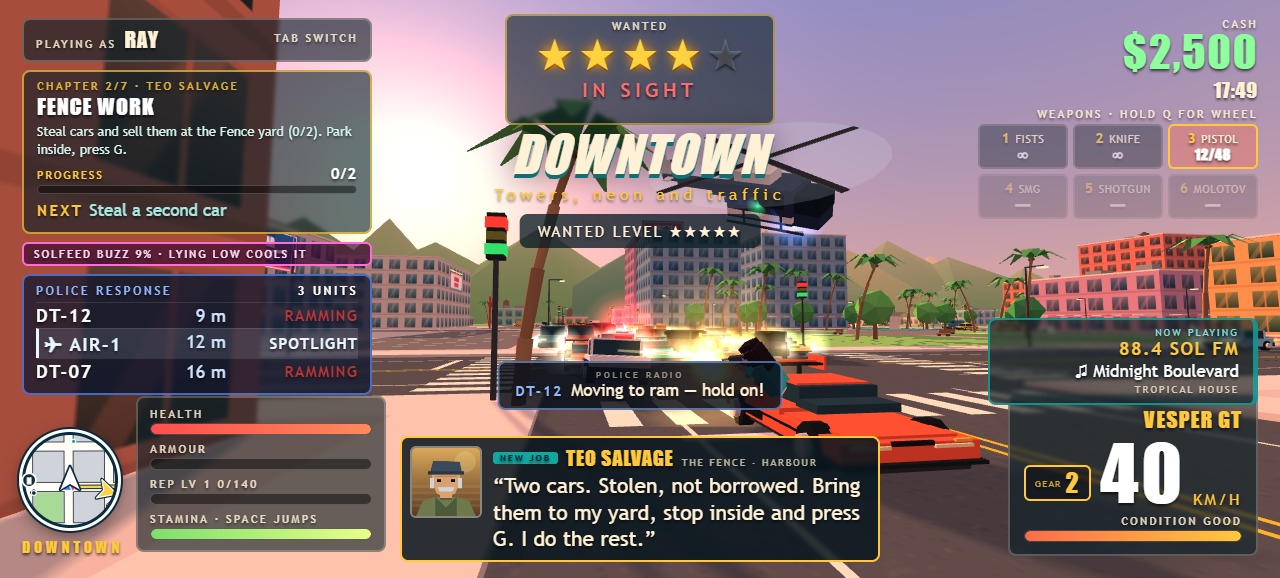 PLAYING AS RAY TAB SWITCH
CHAPTER 2/7 · TEO SALVAGE
FENCE WORK
Steal cars and sell them at the Fence yard (0/2). Park
inside, press G.
PROGRESS 0/2
NEXT Steal a second car
SOLFEED BUZZ 9% · LYING LOW COOLS IT
POLICE RESPONSE 3 UNITS
DT-12 9 m RAMMING
AIR-1 12 m SPOTLIGHT
DT-07 16 m RAMMING
HEALTH
ARMOUR
REP LV 1 0/140
STAMINA · SPACE JUMPS
DOWNTOWN
WANTED
★★★★★
IN SIGHT
DOWNTOWN
Towers, neon and traffic
WANTED LEVEL ★★★★★
POLICE RADIO
DT-12 Moving to ram — hold on!
NEW JOB TEO SALVAGE THE FENCE · HARBOUR
“Two cars. Stolen, not borrowed. Bring
them to my yard, stop inside and press
G. I do the rest.”
CASH
$2,500
17:49
WEAPONS · HOLD Q FOR WHEEL
1 FISTS ∞
2 KNIFE ∞
3 PISTOL 12/48
4 SMG —
5 SHOTGUN —
6 MOLOTOV —
NOW PLAYING
88.4 SOL FM
♫ Midnight Boulevard
TROPICAL HOUSE
VESPER GT
GEAR 2 40 KM/H
CONDITION GOOD